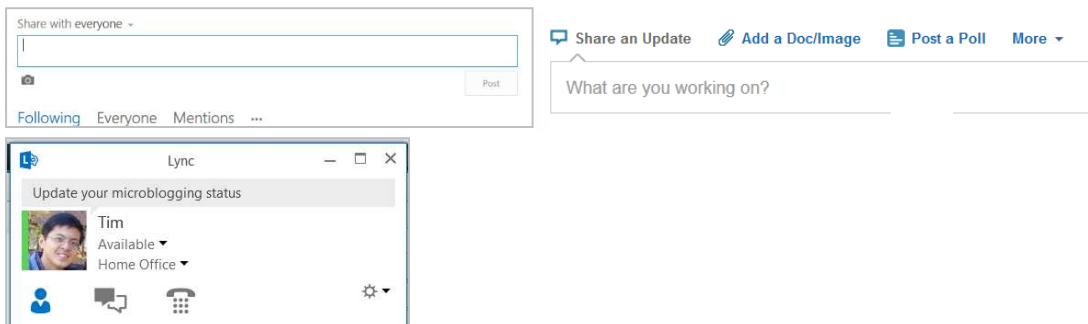 Share with everyone
Post
Following Everyone Mentions ...
Share an Update Add a Doc/Image Post a Poll More
What are you working on?
L Lync
Update your microblogging status
Tim
Available
Home Office